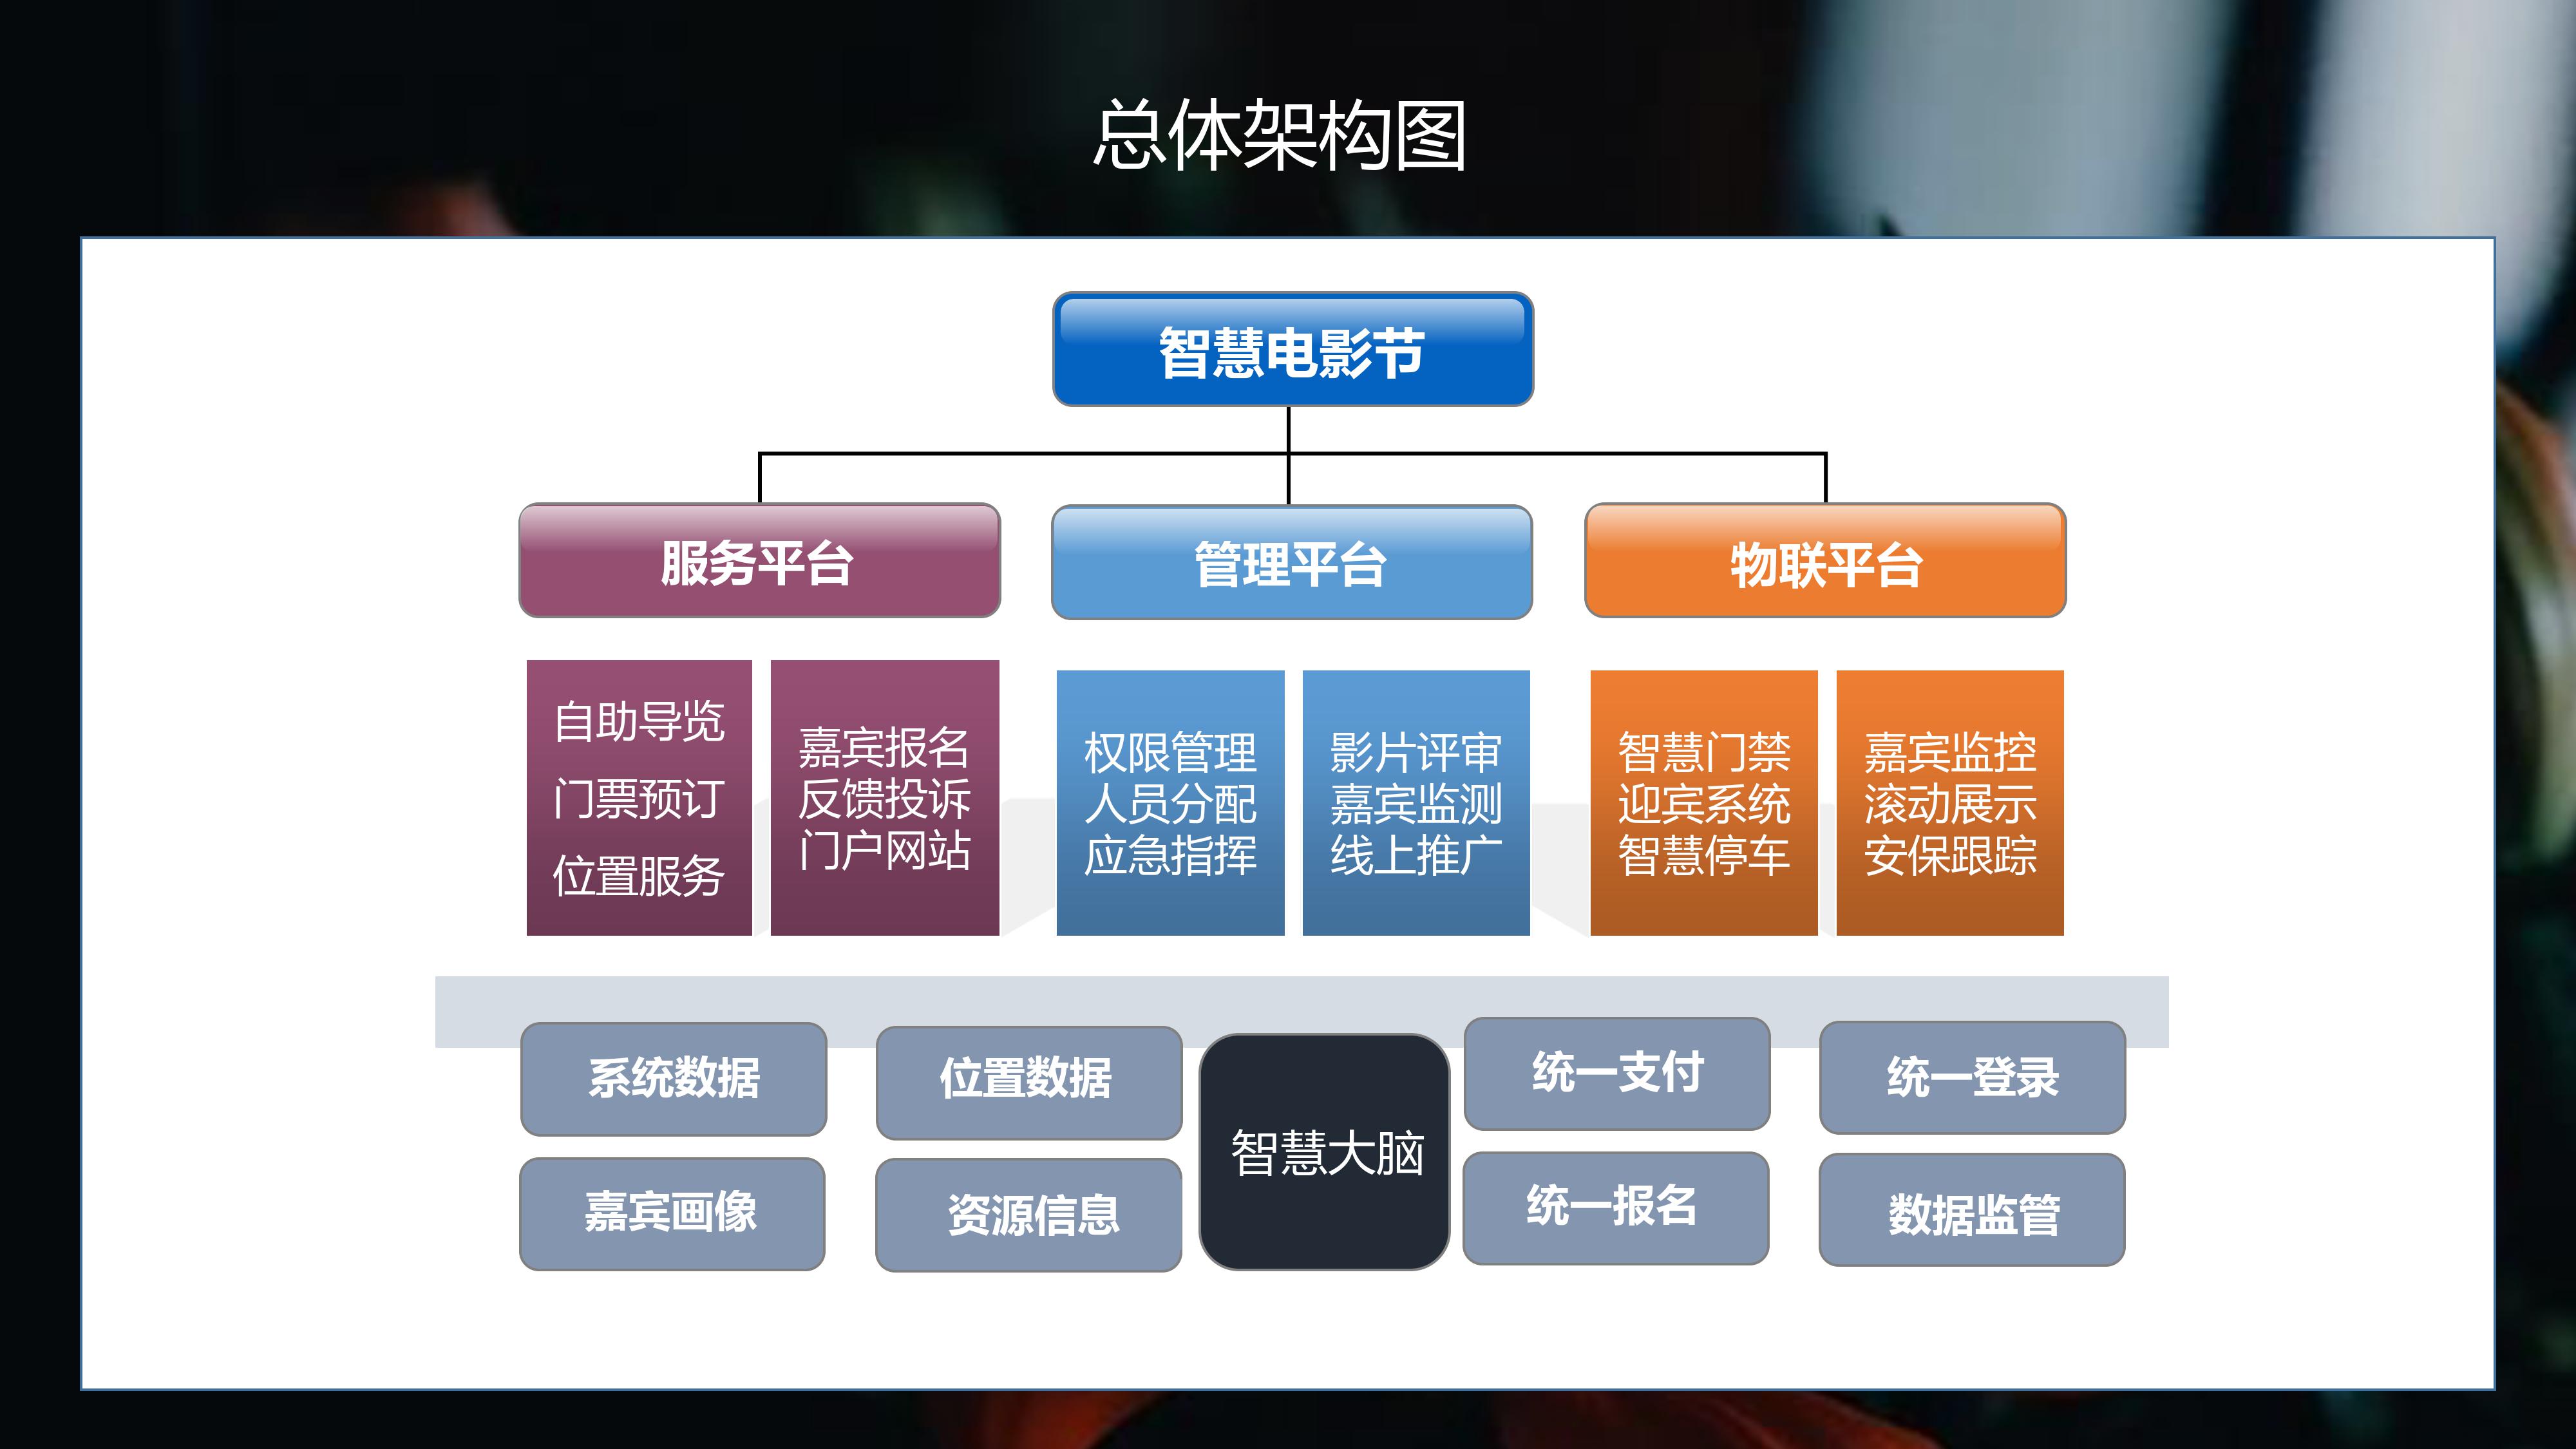 总体架构图
智慧电影节
服务平台
管理平台
物联平台
自助导览
门票预订
位置服务
嘉宾报名
反馈投诉
门户网站
权限管理
人员分配
应急指挥
影片评审
嘉宾监测
线上推广
智慧门禁
迎宾系统
智慧停车
嘉宾监控
滚动展示
安保跟踪
系统数据
位置数据
统一支付
统一登录
智慧大脑
嘉宾画像
资源信息
统一报名
数据监管